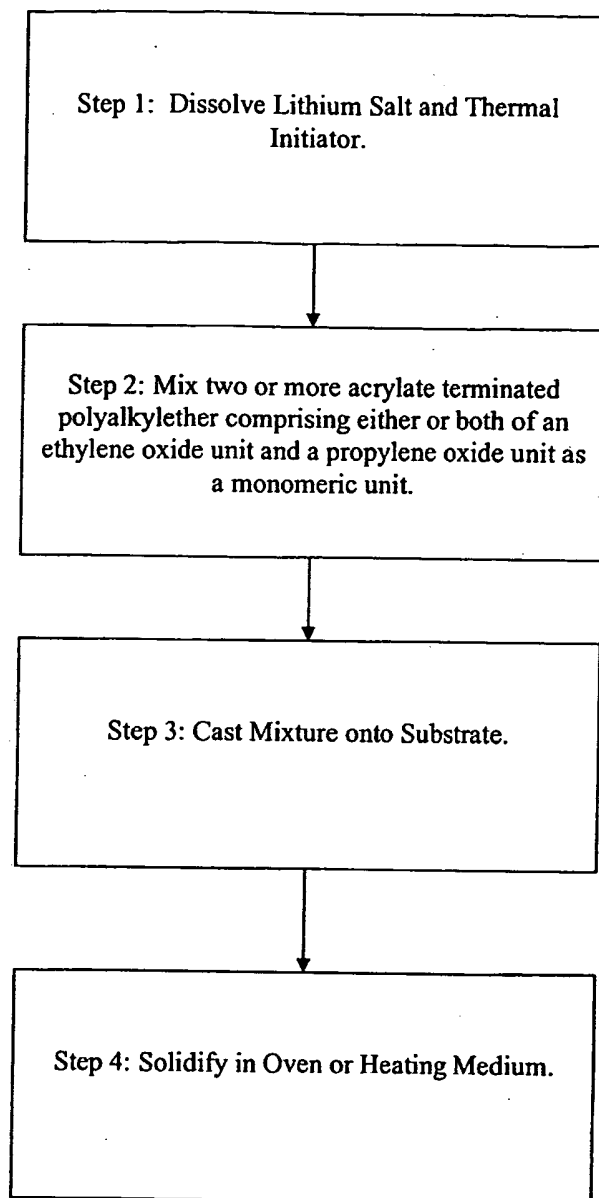 Step 1: Dissolve Lithium Salt and Thermal
Initiator.
Step 2: Mix two or more acrylate terminated
polyalkylether comprising either or both of an
ethylene oxide unit and a propylene oxide unit as
a monomeric unit.
Step 3: Cast Mixture onto Substrate.
Step 4: Solidify in Oven or Heating Medium.